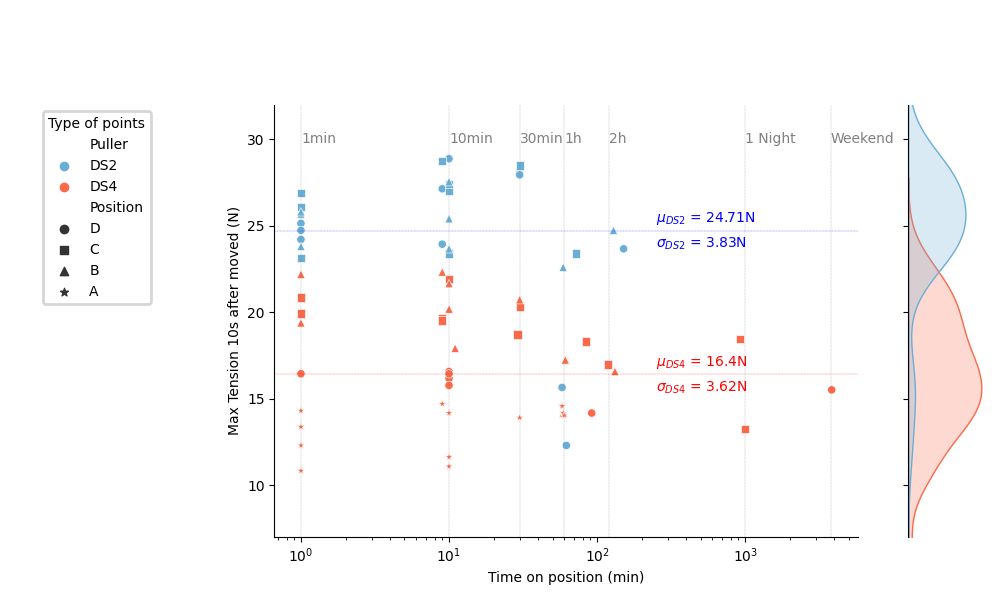 Type of points
Puller
DS2
DS4
Position
D
C
B
A
Max Tension 10s after moved (N)
30
25
20
15
10
1min
10min
30min
1h
2h
1 Night
Weekend
μDS2 = 24.71N
σDS2 = 3.83N
μDS4 = 16.4N
σDS4 = 3.62N
10⁰
10¹
10²
10³
Time on position (min)